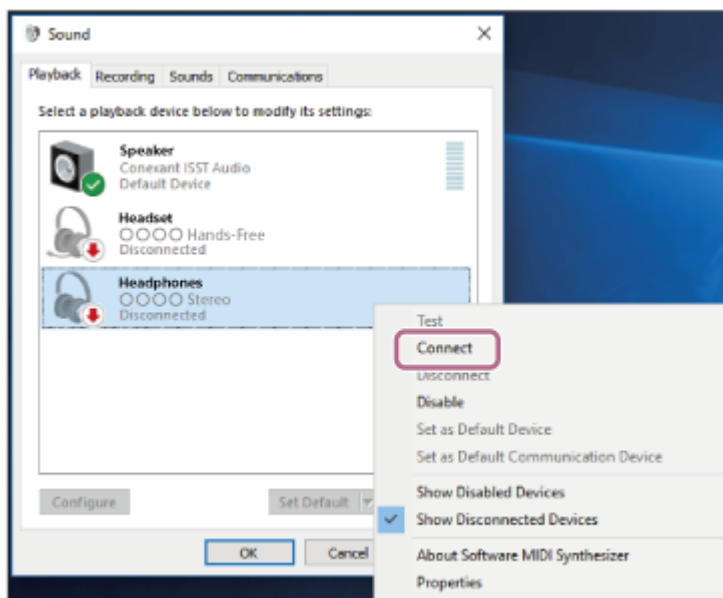 Sound
Playback Recording Sounds Communications
Select a playback device below to modify its settings:
Speaker
Conexant ISST Audio
Default Device
Headset
○○○○ Hands-Free
Disconnected
Headphones
○○○○ Stereo
Disconnected
Test
Connect
Disconnect
Disable
Set as Default Device
Set as Default Communication Device
Show Disabled Devices
Show Disconnected Devices
About Software MIDI Synthesizer
Properties
Configure Set Default
OK Cancel